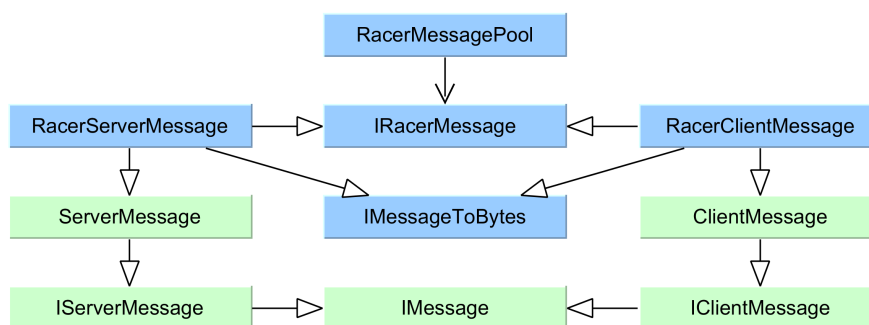 RacerMessagePool
RacerServerMessage
IRacerMessage
RacerClientMessage
ServerMessage
IMessageToBytes
ClientMessage
IServerMessage
IMessage
IClientMessage